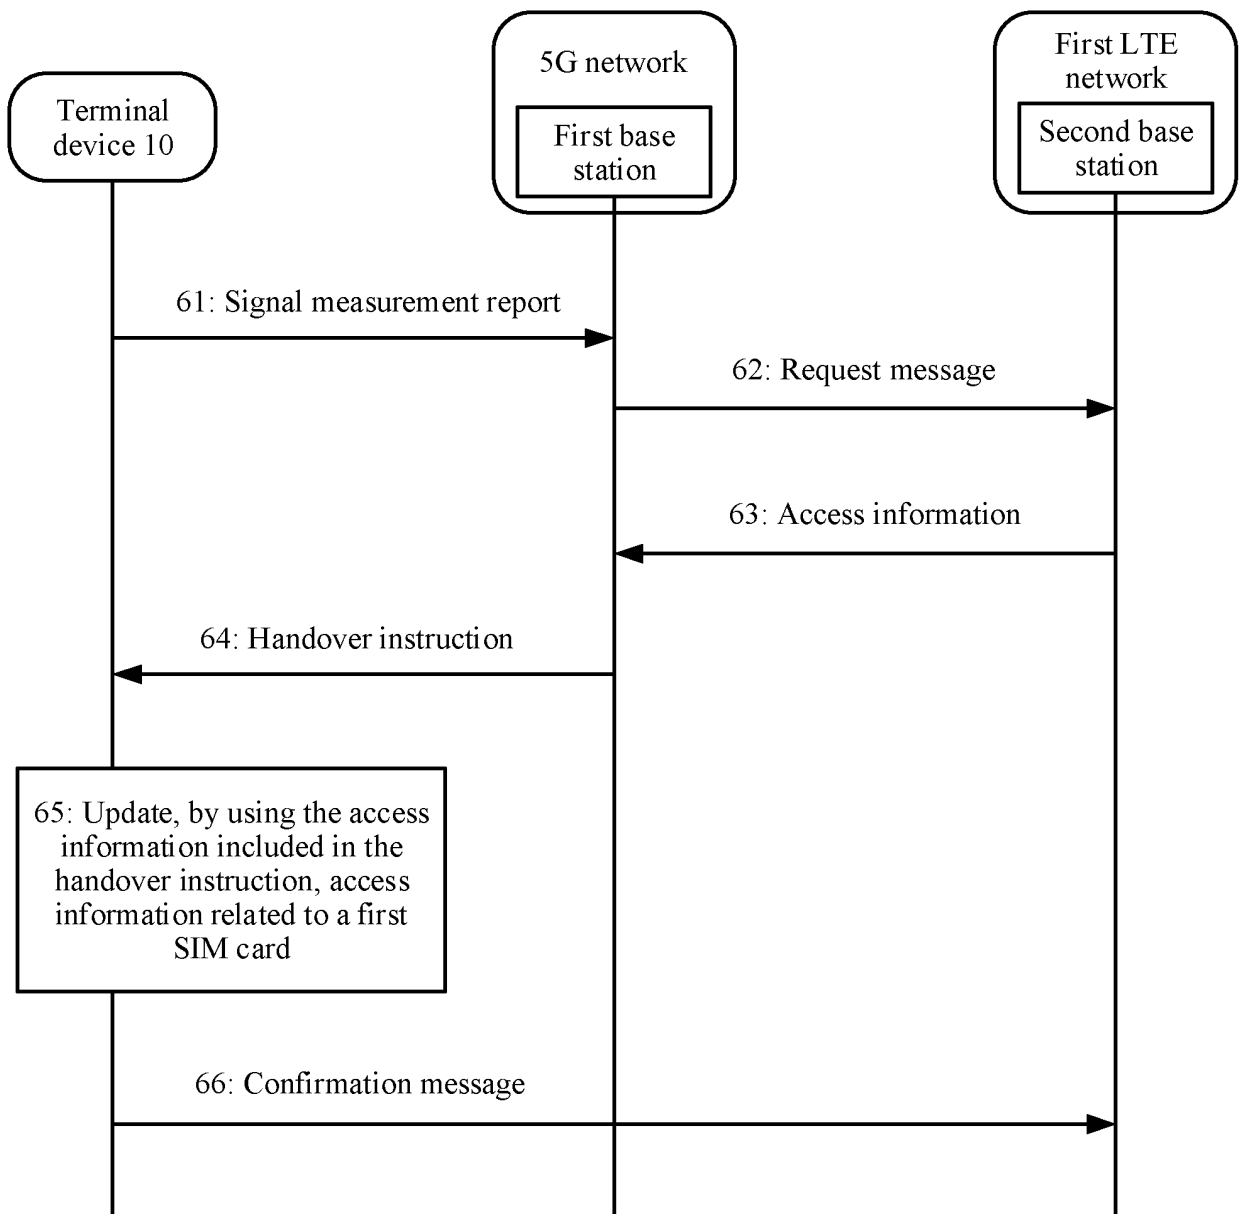 Terminal
device 10
5G network
First base
station
First LTE
network
Second base
station
61: Signal measurement report
62: Request message
63: Access information
64: Handover instruction
65: Update, by using the access
information included in the
handover instruction, access
information related to a first
SIM card
66: Confirmation message